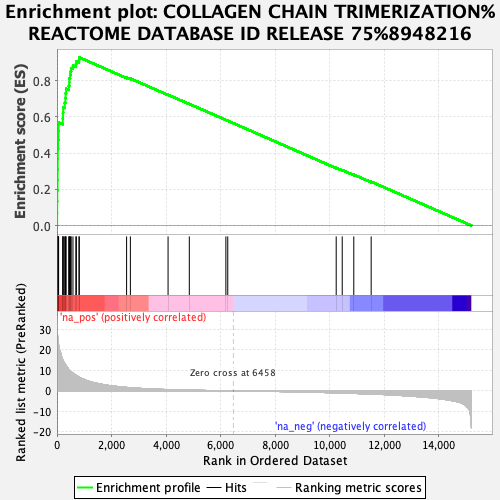 Enrichment plot: COLLAGEN CHAIN TRIMERIZATION%
REACTOME DATABASE ID RELEASE 75%8948216
Enrichment score (ES)
0.8
0.6
0.4
0.2
0.0
'na_pos' (positively correlated)
30
20
10
0
-10
-20
Ranked list metric (PreRanked)
Zero cross at 6458
'na_neg' (negatively correlated)
0
2,000
4,000
6,000
8,000
10,000
12,000
14,000
Rank in Ordered Dataset
Enrichment profile
Hits
Ranking metric scores